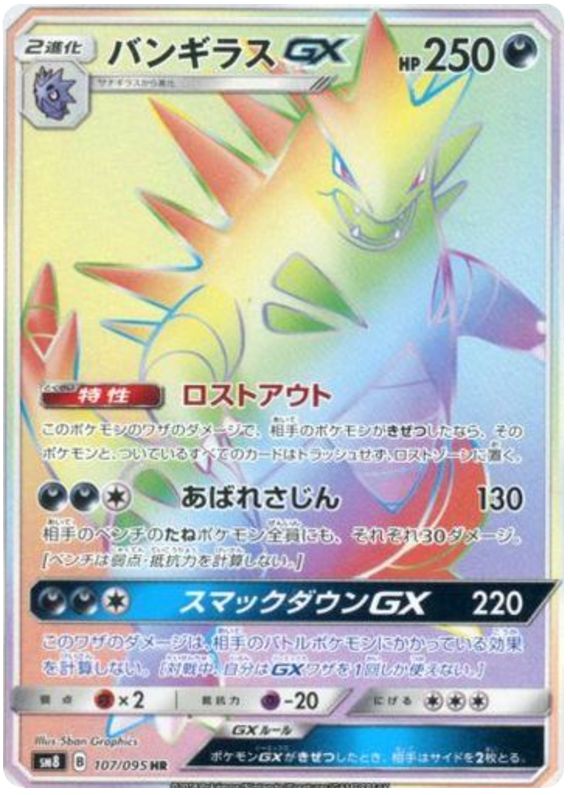 2進化 バンギラスGX HP250
サナギラスから進化
特性 ロストアウト
このポケモンのワザのダメージで、相手のポケモンがきぜつしたなら、その
ポケモンと、ついているすべてのカードはトラッシュせず、ロストゾーンに置く。
あばれさじん 130
相手のベンチのたねポケモン全員にも、それぞれ30ダメージ。
[ベンチは弱点・抵抗力を計算しない。]
スマックダウンGX 220
このワザのダメージは、相手のバトルポケモンにかかっている効果
を計算しない。[対戦中、自分はGXワザを1回しか使えない。]
弱点 ×2 抵抗力 -20 にげる
Illus. 5ban Graphics
GXルール
SM8 B 107/095 HR
ポケモンGXがきぜつしたとき、相手はサイドを2枚とる。